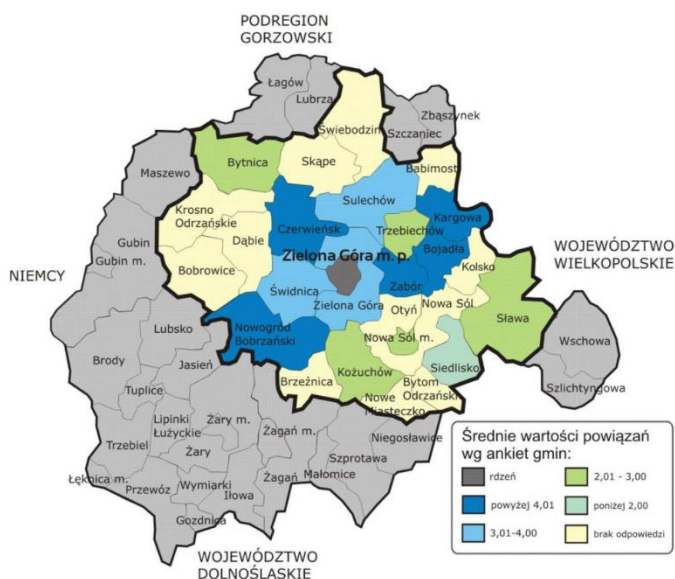 PODREGION
GORZOWSKI
Łagów
Lubrza
Zbąszynek
Szczaniec
Świebodzin
Bytnica
Skąpe
Babimost
Maszewo
Sulechów
Kargowa
Krosno
Odrzańskie
Czerwieńsk
Trzebiechów
Dąbie
Bojadła
Gubin
Gubin m.
Zielona Góra m. p.
WOJEWÓDZTWO
WIELKOPOLSKIE
NIEMCY
Bobrowice
Kolsko
Świdnica
Zabór
Zielona Góra
Otyń
Nowa Sól
Sława
Nowogród
Bobrzański
Lubsko
Nowa Sól m.
Wschowa
Brody
Jasień
Siedlisko
Kożuchów
Szlichtyngowa
Tuplice
Brzeźnica
Bytom
Odrzański
Nowe
Miasteczko
Lipinki
Łużyckie
Żary m.
Żagań m.
Niegosławice
Trzebiel
Żary
Szprotawa
Łęknica m.
Przewóz
Wymiarki
Żagań
Małomice
Iłowa
Gozdnica
WOJEWÓDZTWO
DOLNOŚLĄSKIE
Średnie wartości powiązań
wg ankiet gmin:
rdzeń
2,01 - 3,00
powyżej 4,01
poniżej 2,00
3,01-4,00
brak odpowiedzi